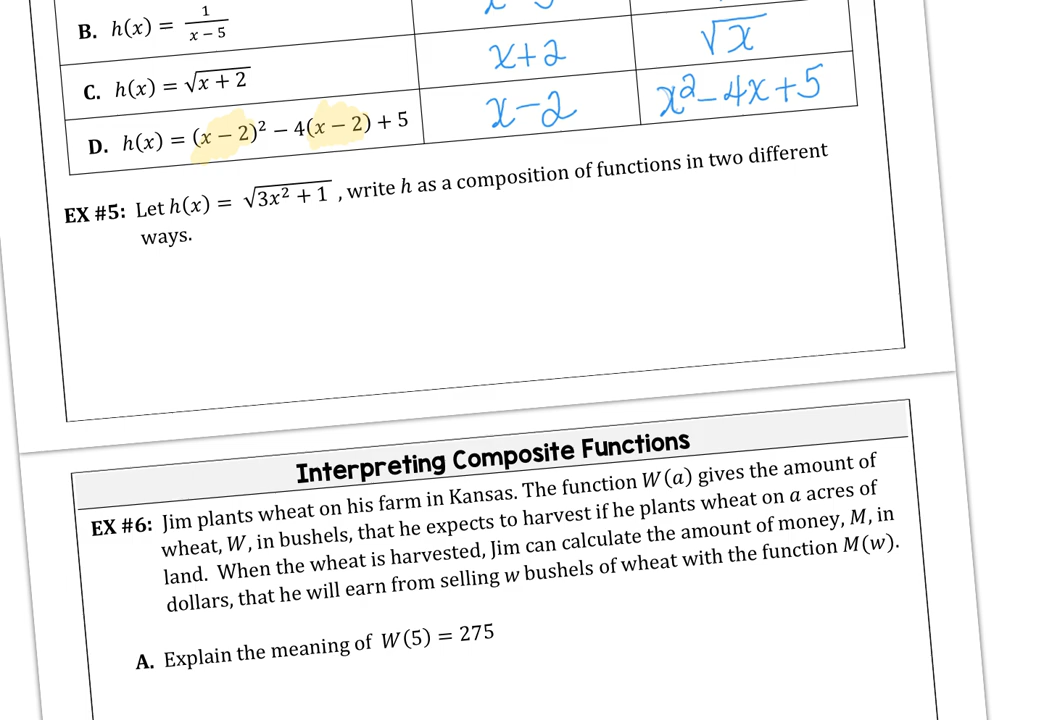 B. h(x) = 1/(x − 5)
C. h(x) = √(x + 2) x+2 √x
D. h(x) = (x − 2)² − 4(x − 2) + 5 x−2 x²−4x+5
EX #5: Let h(x) = √(3x² + 1) , write h as a composition of functions in two different
ways.
Interpreting Composite Functions
EX #6: Jim plants wheat on his farm in Kansas. The function W(a) gives the amount of
wheat, W, in bushels, that he expects to harvest if he plants wheat on a acres of
land. When the wheat is harvested, Jim can calculate the amount of money, M, in
dollars, that he will earn from selling w bushels of wheat with the function M(w).
A. Explain the meaning of W(5) = 275